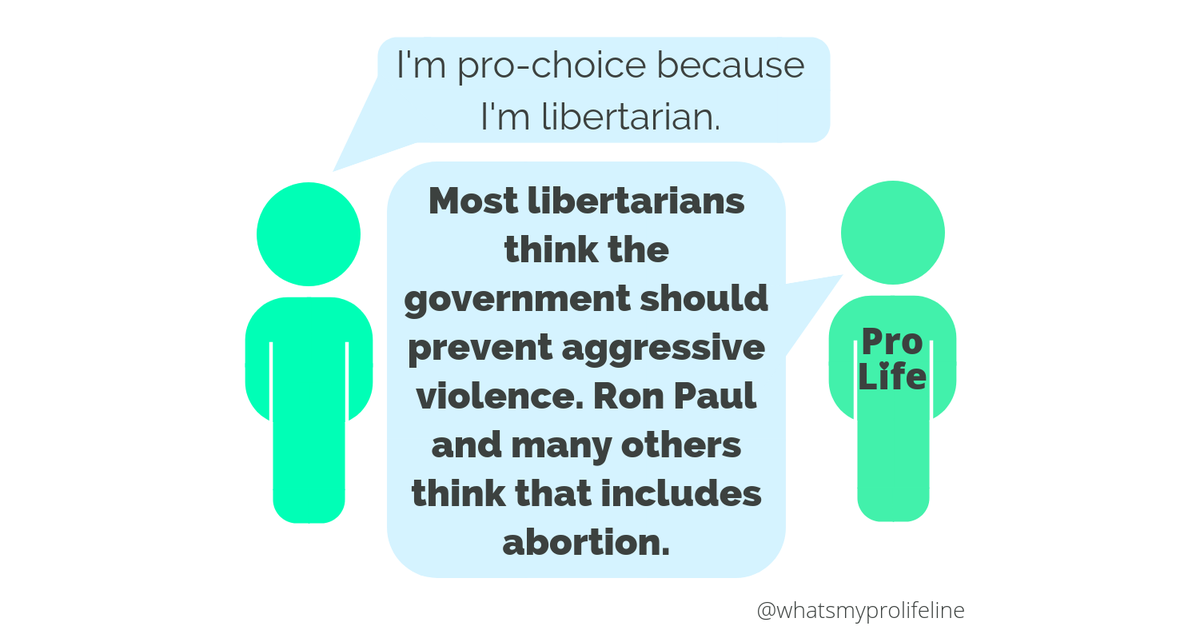 I'm pro-choice because
I'm libertarian.
Most libertarians
think the
government should
prevent aggressive
violence. Ron Paul
and many others
think that includes
abortion.
Pro
Life
@whatsmyprolifeline